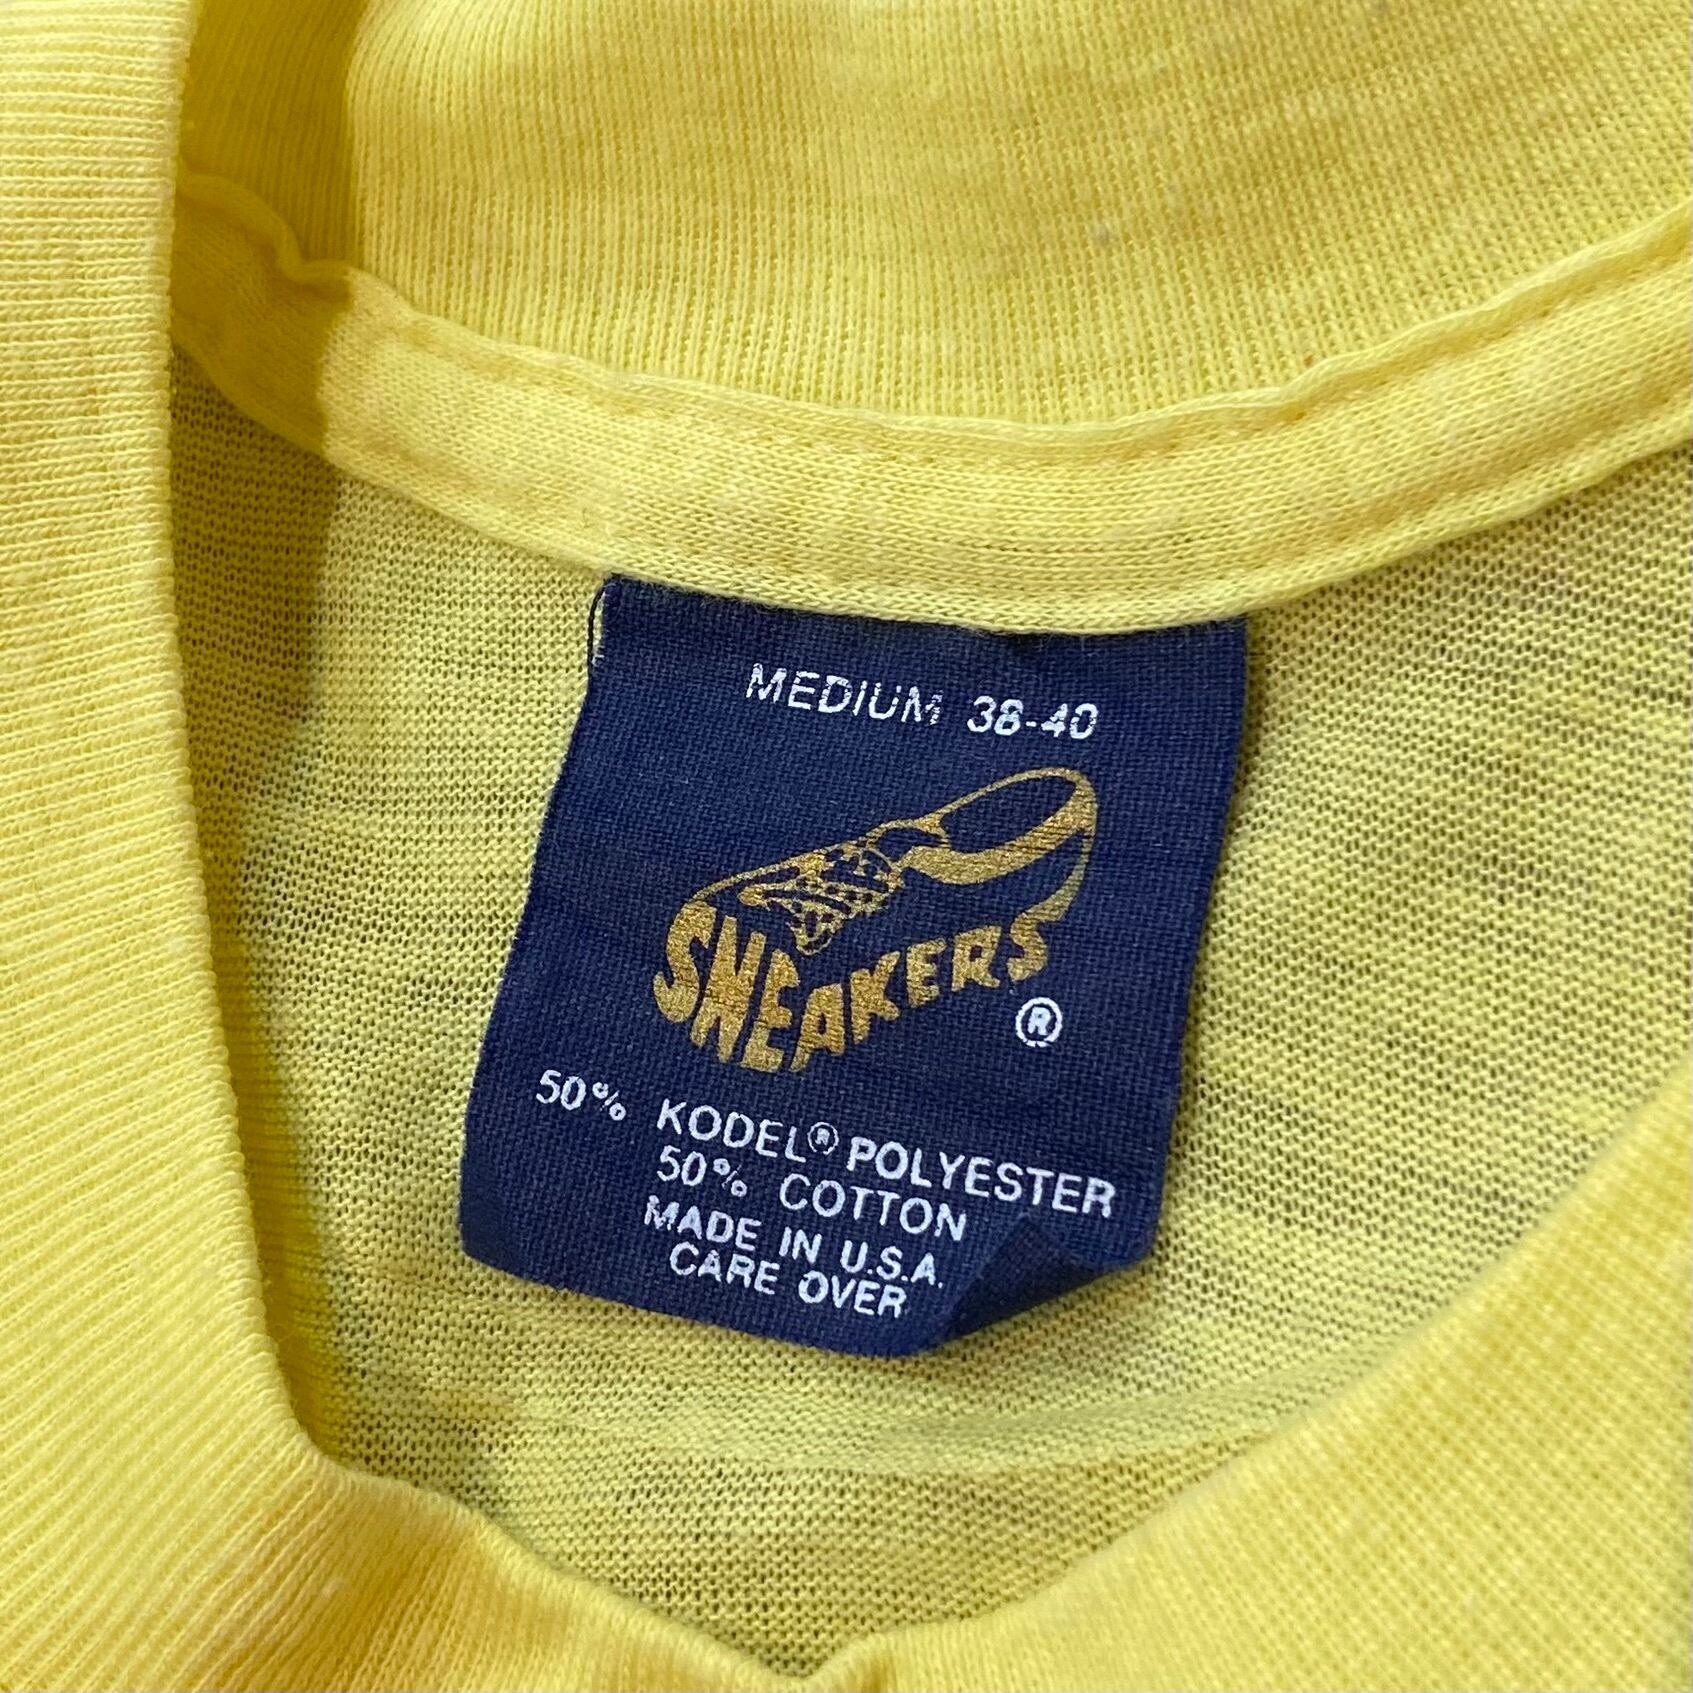 MEDIUM 38-40
SNEAKERS
®
50% KODEL® POLYESTER
50% COTTON
MADE IN U.S.A.
CARE OVER